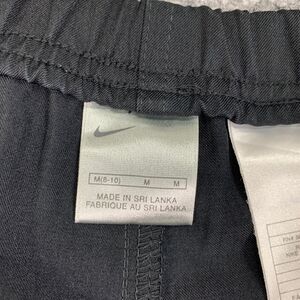 M(8-10) M M
MADE IN SRI LANKA
FABRIQUE AU SRI LANKA